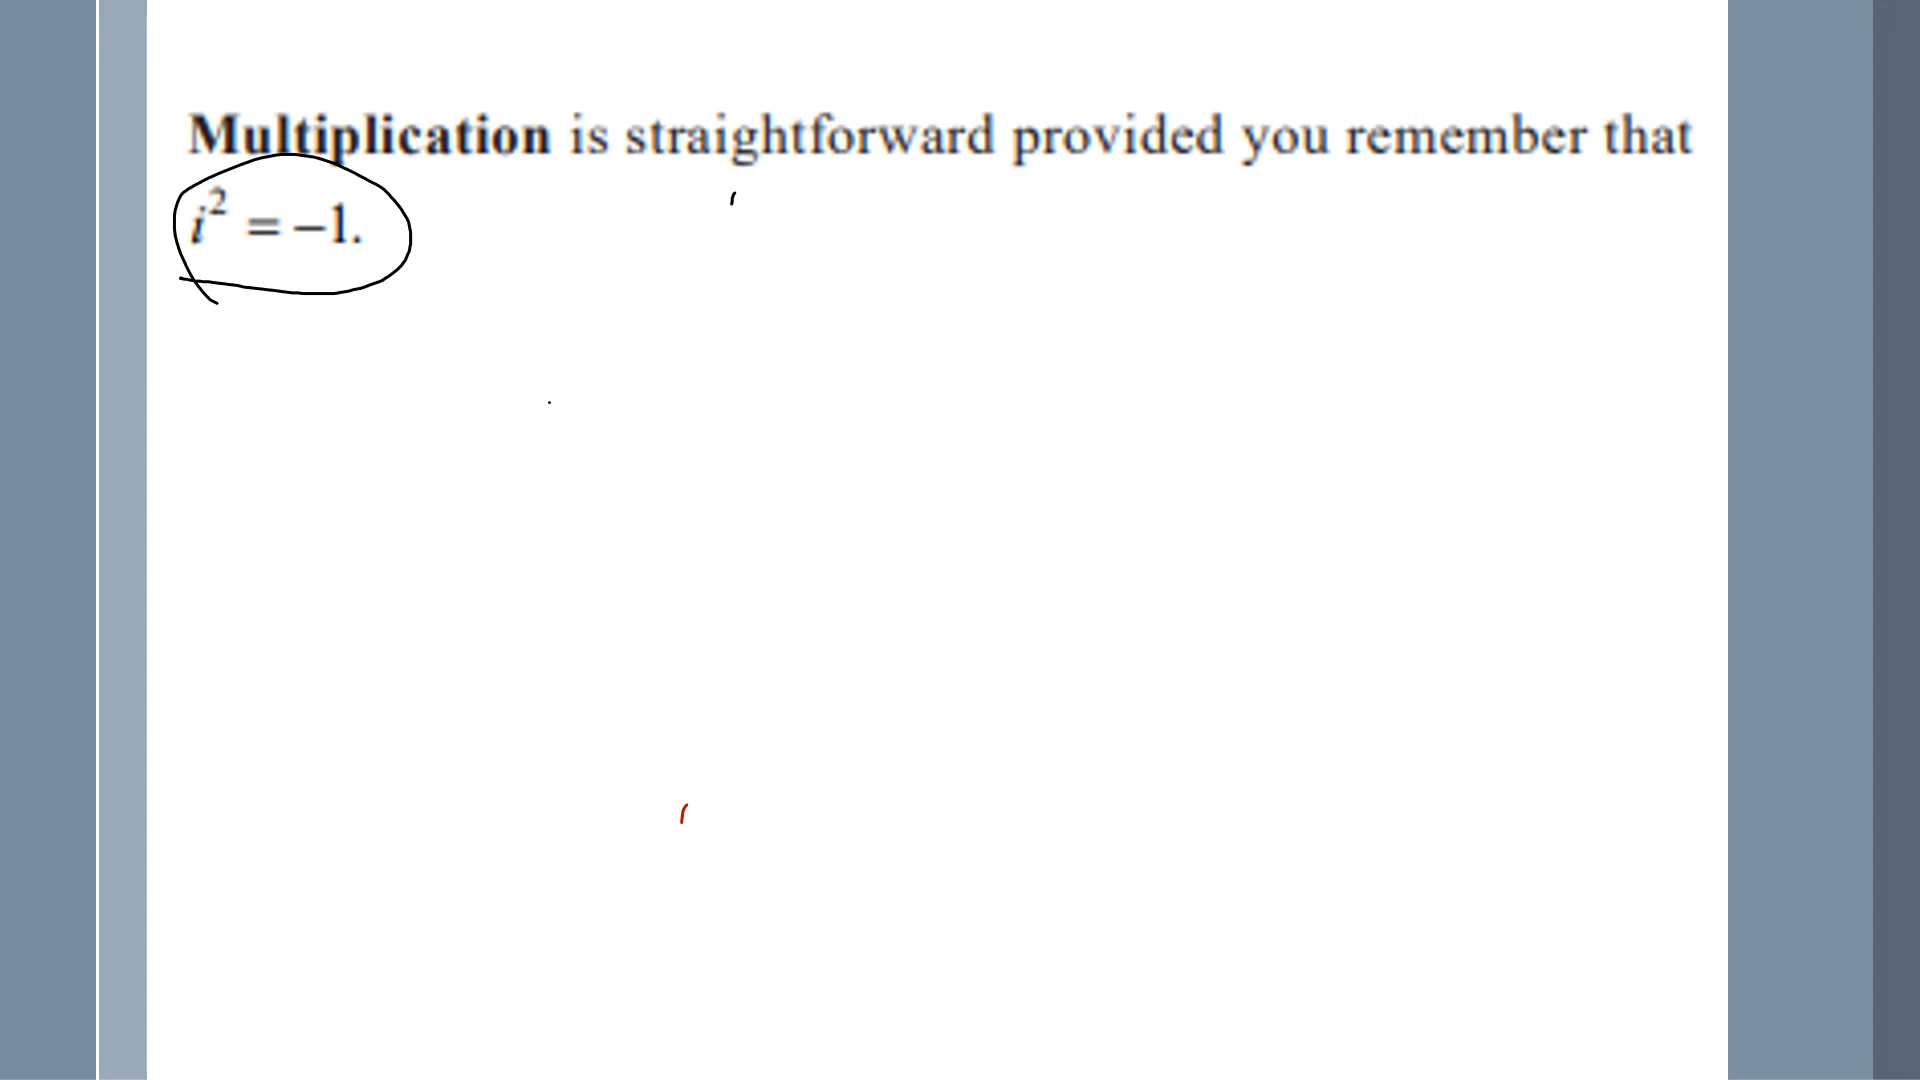 Multiplication is straightforward provided you remember that
i² = –1.